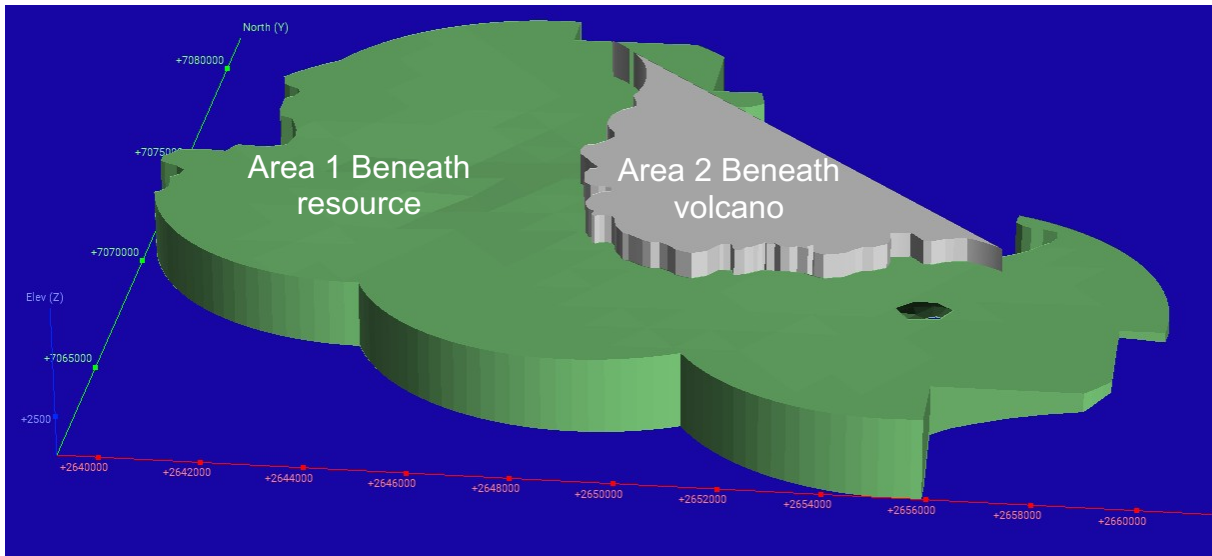 North (Y)
+7080000
+7075000
Area 1 Beneath
resource
Area 2 Beneath
volcano
+7070000
Elev (Z)
+7065000
+2500
+2640000
+2642000
+2644000
+2646000
+2648000
+2650000
+2652000
+2654000
+2656000
+2658000
+2660000